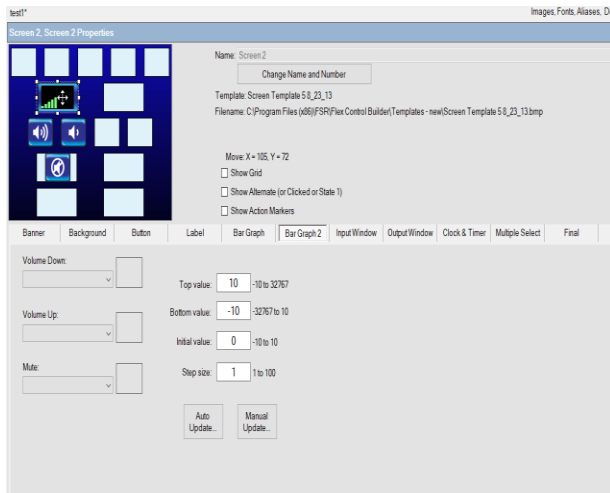 test1*
Images, Fonts, Aliases, D
Screen 2, Screen 2 Properties
Name: Screen 2
Change Name and Number
Template: Screen Template 5 8_23_13
Filename: C:\Program Files (x86)\FSR\Flex Control Builder\Templates - new\Screen Template 5 8_23_13.bmp
Move: X = 105, Y = 72
Show Grid
Show Alternate (or Clicked or State 1)
Show Action Markers
Banner Background Button Label Bar Graph Bar Graph 2 Input Window Output Window Clock & Timer Multiple Select Final
Volume Down:
Top value: 10 -10 to 32767
Bottom value: -10 -32767 to 10
Volume Up:
Initial value: 0 -10 to 10
Mute:
Step size: 1 1 to 100
Auto Update...
Manual Update...